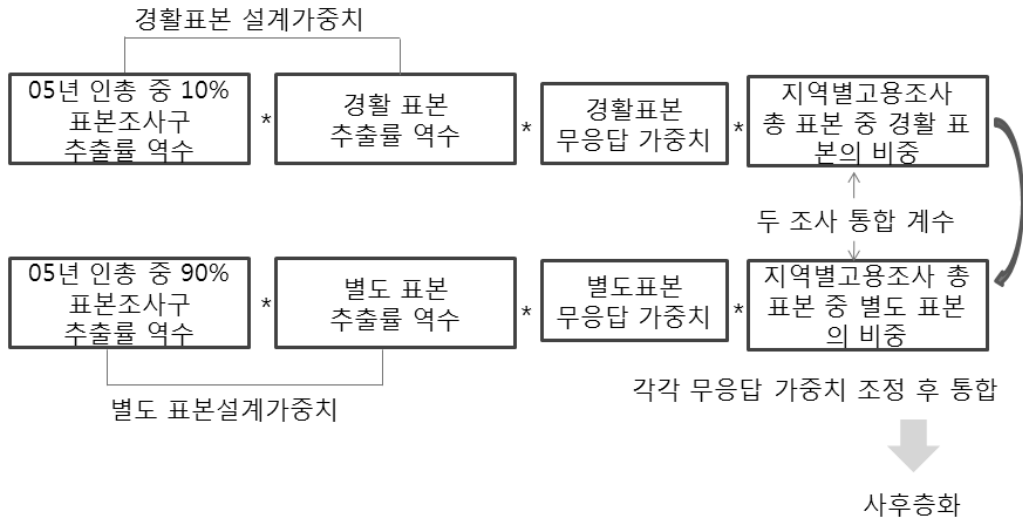 경활표본 설계가중치
05년 인총 중 10%
표본조사구
추출률 역수
*
경활 표본
추출률 역수
*
경활표본
무응답 가중치
*
지역별고용조사
총 표본 중 경활 표
본의 비중
두 조사 통합 계수
05년 인총 중 90%
표본조사구
추출률 역수
*
별도 표본
추출률 역수
*
별도표본
무응답 가중치
*
지역별고용조사 총
표본 중 별도 표본
의 비중
별도 표본설계가중치
각각 무응답 가중치 조정 후 통합
사후층화